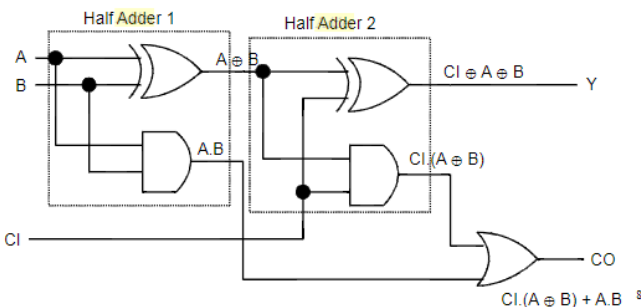 Half Adder 1
Half Adder 2
A
A ⊕ B
CI ⊕ A ⊕ B
Y
B
A.B
CI.(A ⊕ B)
CI
CO
CI.(A ⊕ B) + A.B